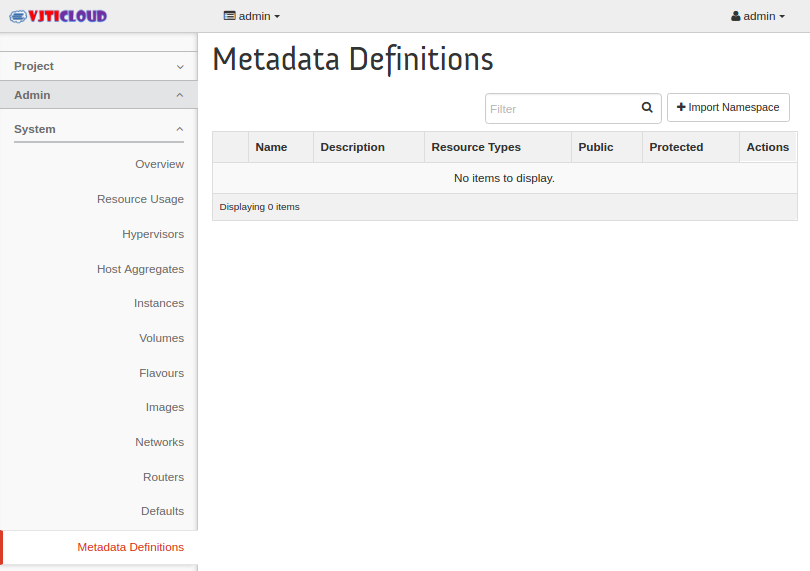 VJTICLOUD
admin
admin
Project
Admin
System
Overview
Resource Usage
Hypervisors
Host Aggregates
Instances
Volumes
Flavours
Images
Networks
Routers
Defaults
Metadata Definitions
Metadata Definitions
Filter
Import Namespace
Name Description Resource Types Public Protected Actions
No items to display.
Displaying 0 items